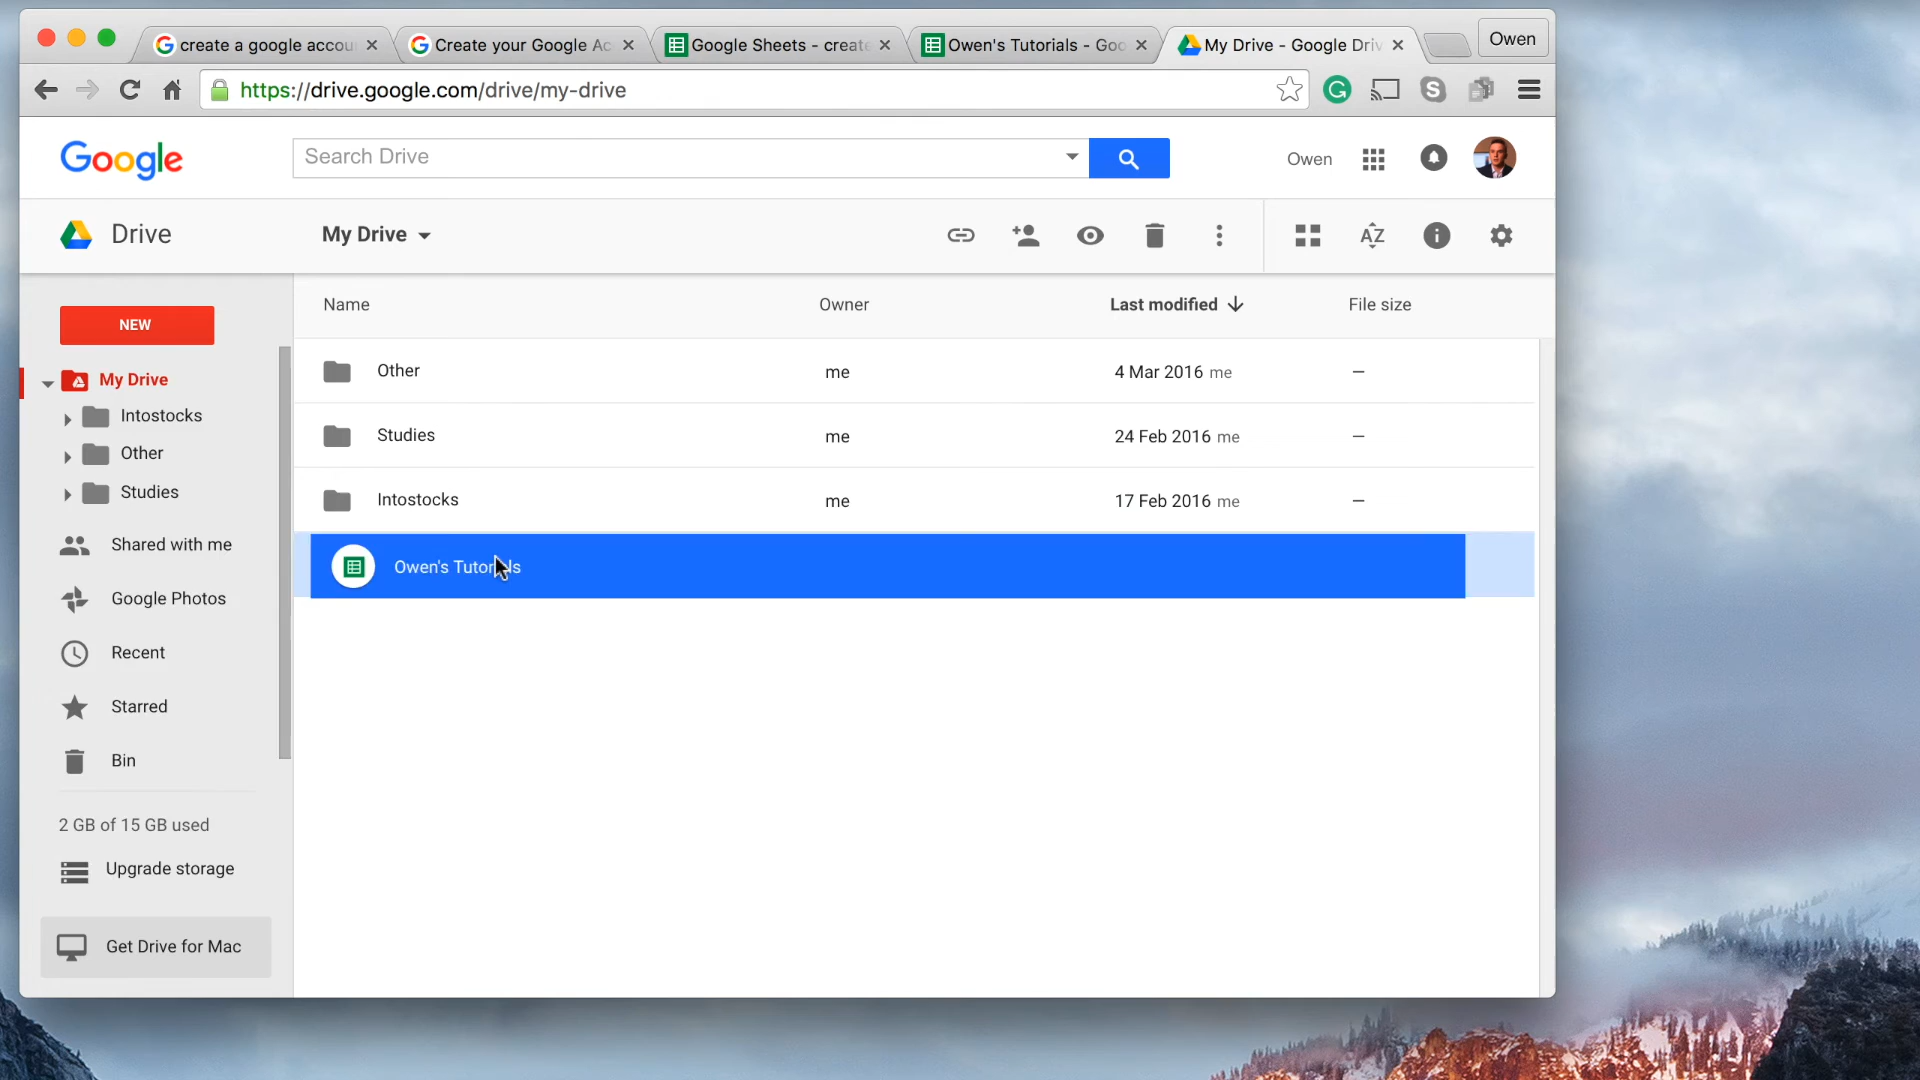 create a google accou
Create your Google Ac
Google Sheets - create
Owen's Tutorials - Goo
My Drive - Google Driv
Owen
https://drive.google.com/drive/my-drive
Google
Search Drive
Owen
Drive
My Drive
NEW
My Drive
Intostocks
Other
Studies
Shared with me
Google Photos
Recent
Starred
Bin
2 GB of 15 GB used
Upgrade storage
Get Drive for Mac
Name Owner Last modified File size
Other me 4 Mar 2016 me –
Studies me 24 Feb 2016 me –
Intostocks me 17 Feb 2016 me –
Owen's Tutorials